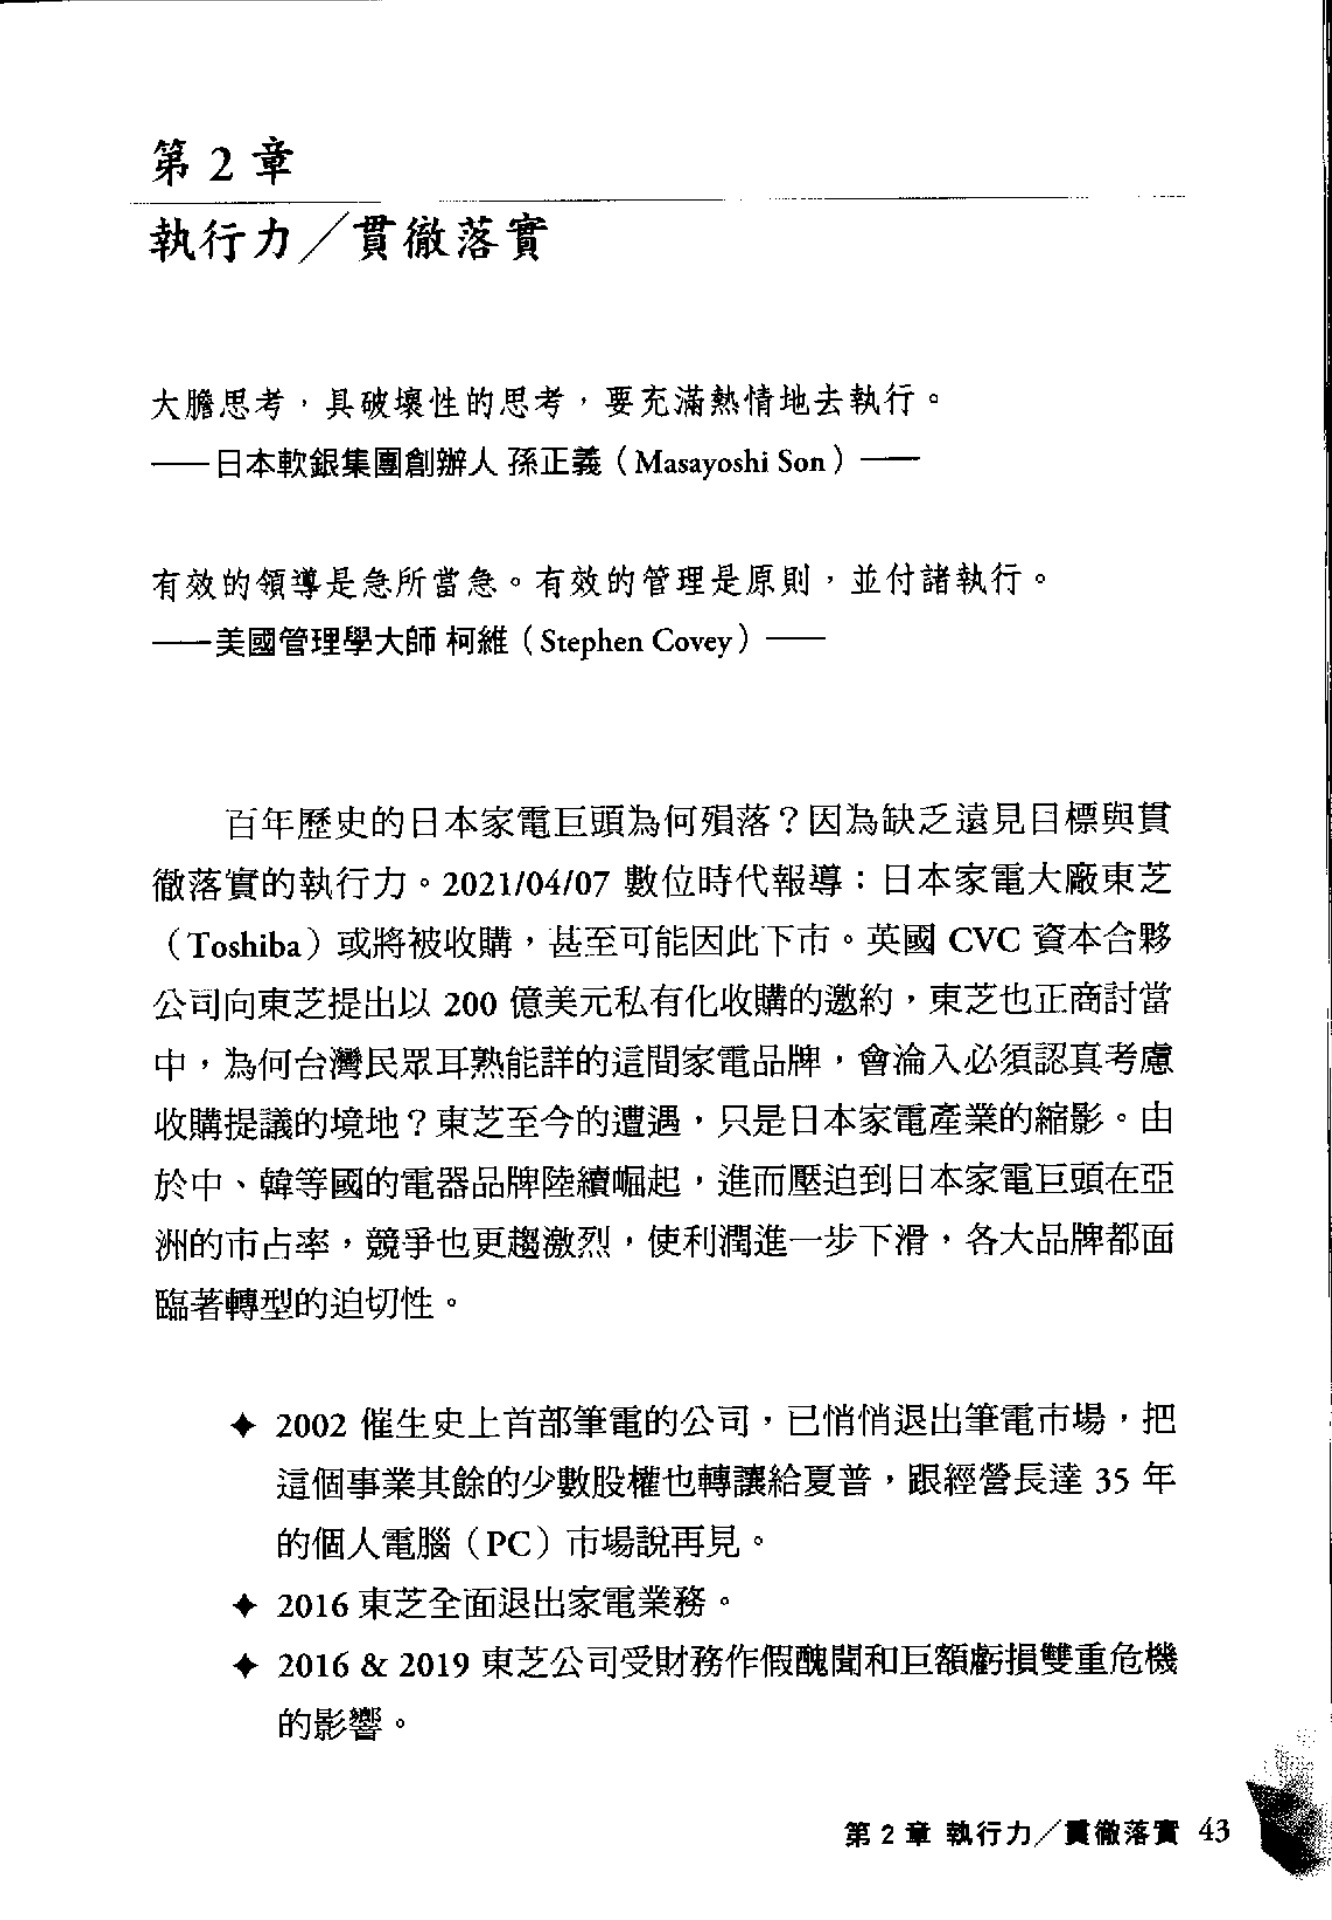 第 2 章
執行力／貫徹落實
大膽思考，具破壞性的思考，要充滿熱情地去執行。
——日本軟銀集團創辦人 孫正義（Masayoshi Son）——
有效的領導是急所當急。有效的管理是原則，並付諸執行。
——美國管理學大師 柯維（Stephen Covey）——
百年歷史的日本家電巨頭為何殞落？因為缺乏遠見目標與貫
徹落實的執行力。2021/04/07 數位時代報導：日本家電大廠東芝
（Toshiba）或將被收購，甚至可能因此下市。英國 CVC 資本合夥
公司向東芝提出以 200 億美元私有化收購的邀約，東芝也正商討當
中，為何台灣民眾耳熟能詳的這間家電品牌，會淪入必須認真考慮
收購提議的境地？東芝至今的遭遇，只是日本家電產業的縮影。由
於中、韓等國的電器品牌陸續崛起，進而壓迫到日本家電巨頭在亞
洲的市占率，競爭也更趨激烈，使利潤進一步下滑，各大品牌都面
臨著轉型的迫切性。
✦ 2002 催生史上首部筆電的公司，已悄悄退出筆電市場，把
這個事業其餘的少數股權也轉讓給夏普，跟經營長達 35 年
的個人電腦（PC）市場說再見。
✦ 2016 東芝全面退出家電業務。
✦ 2016 & 2019 東芝公司受財務作假醜聞和巨額虧損雙重危機
的影響。
第 2 章 執行力／貫徹落實 43